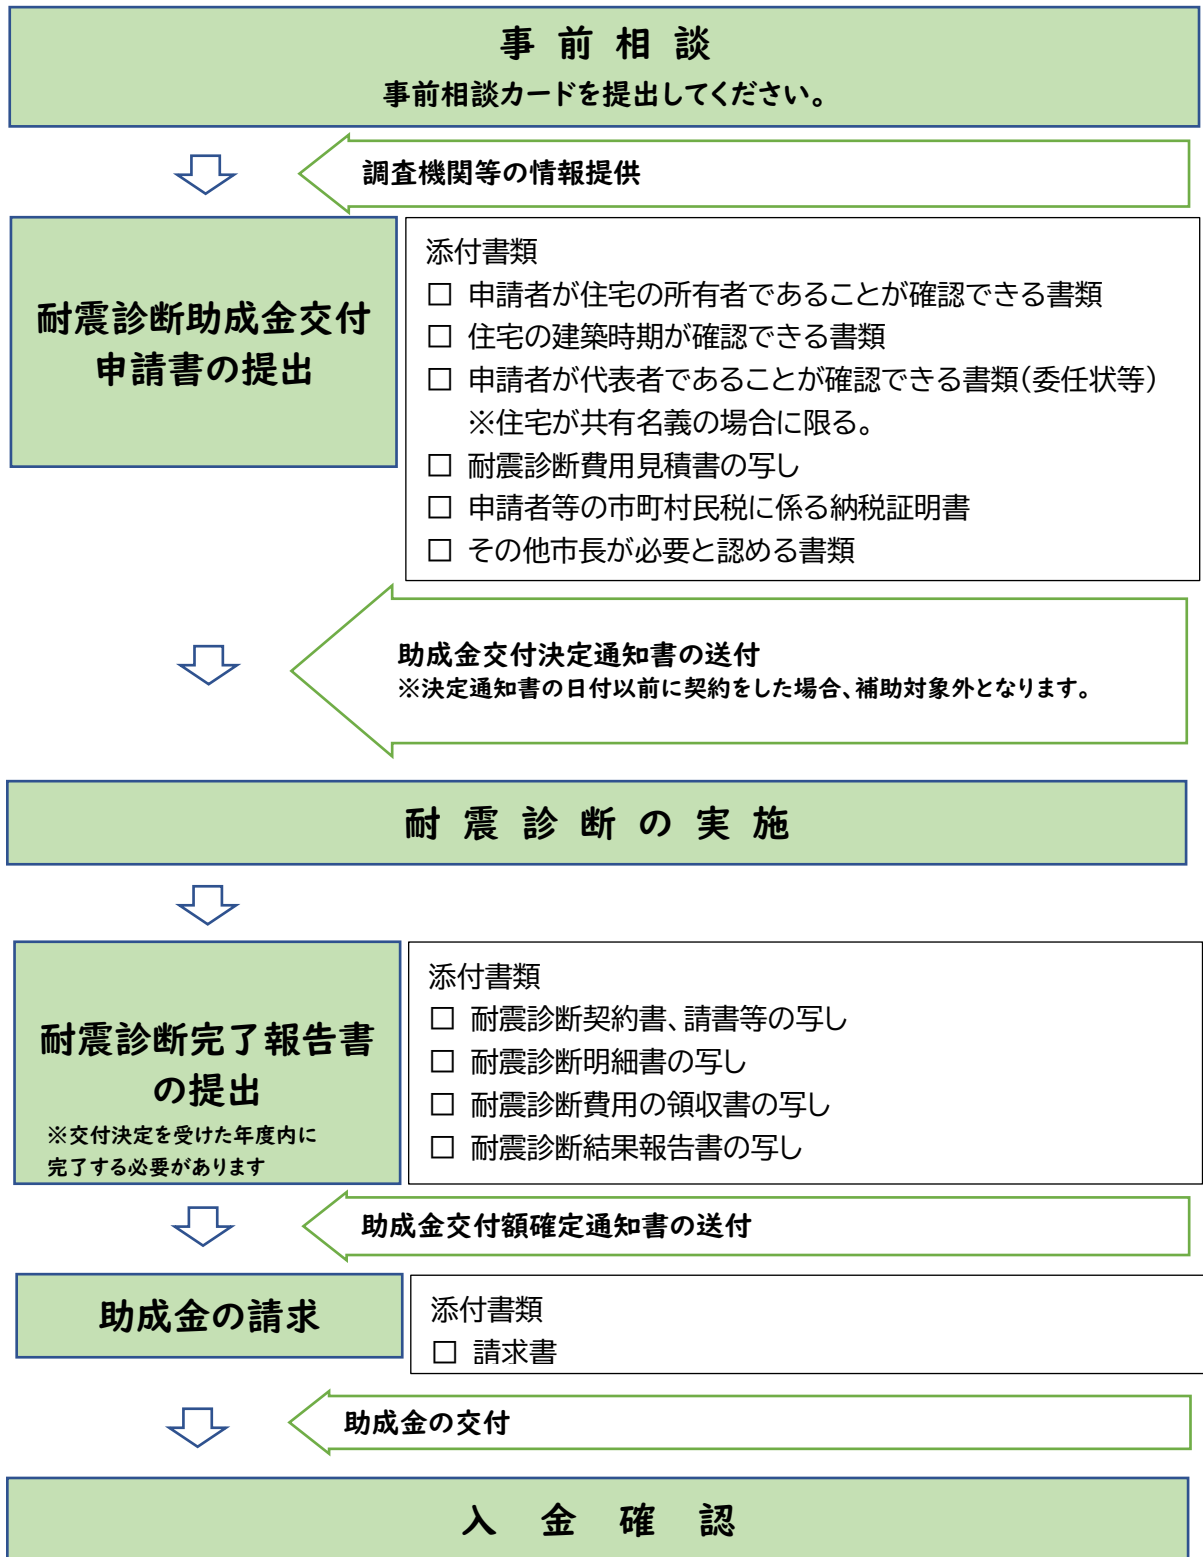 事前相談
事前相談カードを提出してください。
調査機関等の情報提供
耐震診断助成金交付
申請書の提出
添付書類
□ 申請者が住宅の所有者であることが確認できる書類
□ 住宅の建築時期が確認できる書類
□ 申請者が代表者であることが確認できる書類(委任状等)
※住宅が共有名義の場合に限る。
□ 耐震診断費用見積書の写し
□ 申請者等の市町村民税に係る納税証明書
□ その他市長が必要と認める書類
助成金交付決定通知書の送付
※決定通知書の日付以前に契約をした場合、補助対象外となります。
耐震診断の実施
耐震診断完了報告書
の提出
※交付決定を受けた年度内に
完了する必要があります
添付書類
□ 耐震診断契約書、請書等の写し
□ 耐震診断明細書の写し
□ 耐震診断費用の領収書の写し
□ 耐震診断結果報告書の写し
助成金交付額確定通知書の送付
助成金の請求
添付書類
□ 請求書
助成金の交付
入金確認